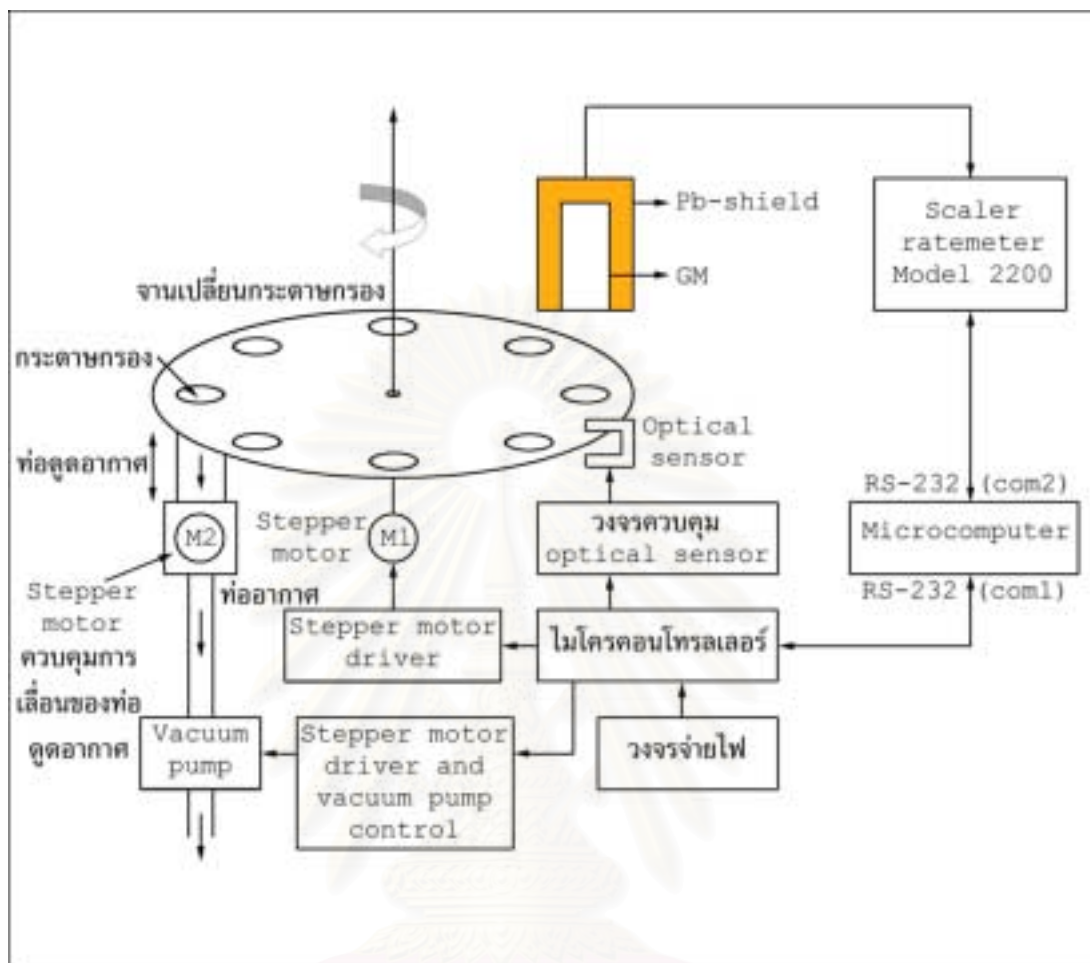 Pb-shield
GM
Scaler
ratemeter
Model 2200
จานเปลี่ยนกระดาษกรอง
กระดาษกรอง
ท่อดูดอากาศ
Optical
sensor
RS-232 (com2)
Microcomputer
RS-232 (com1)
M2
Stepper
motor
M1
วงจรควบคุม
optical sensor
Stepper
motor
ควบคุมการ
เลื่อนของท่อ
ดูดอากาศ
ท่ออากาศ
Stepper motor
driver
ไมโครคอนโทรลเลอร์
Vacuum
pump
Stepper motor
driver and
vacuum pump
control
วงจรจ่ายไฟ